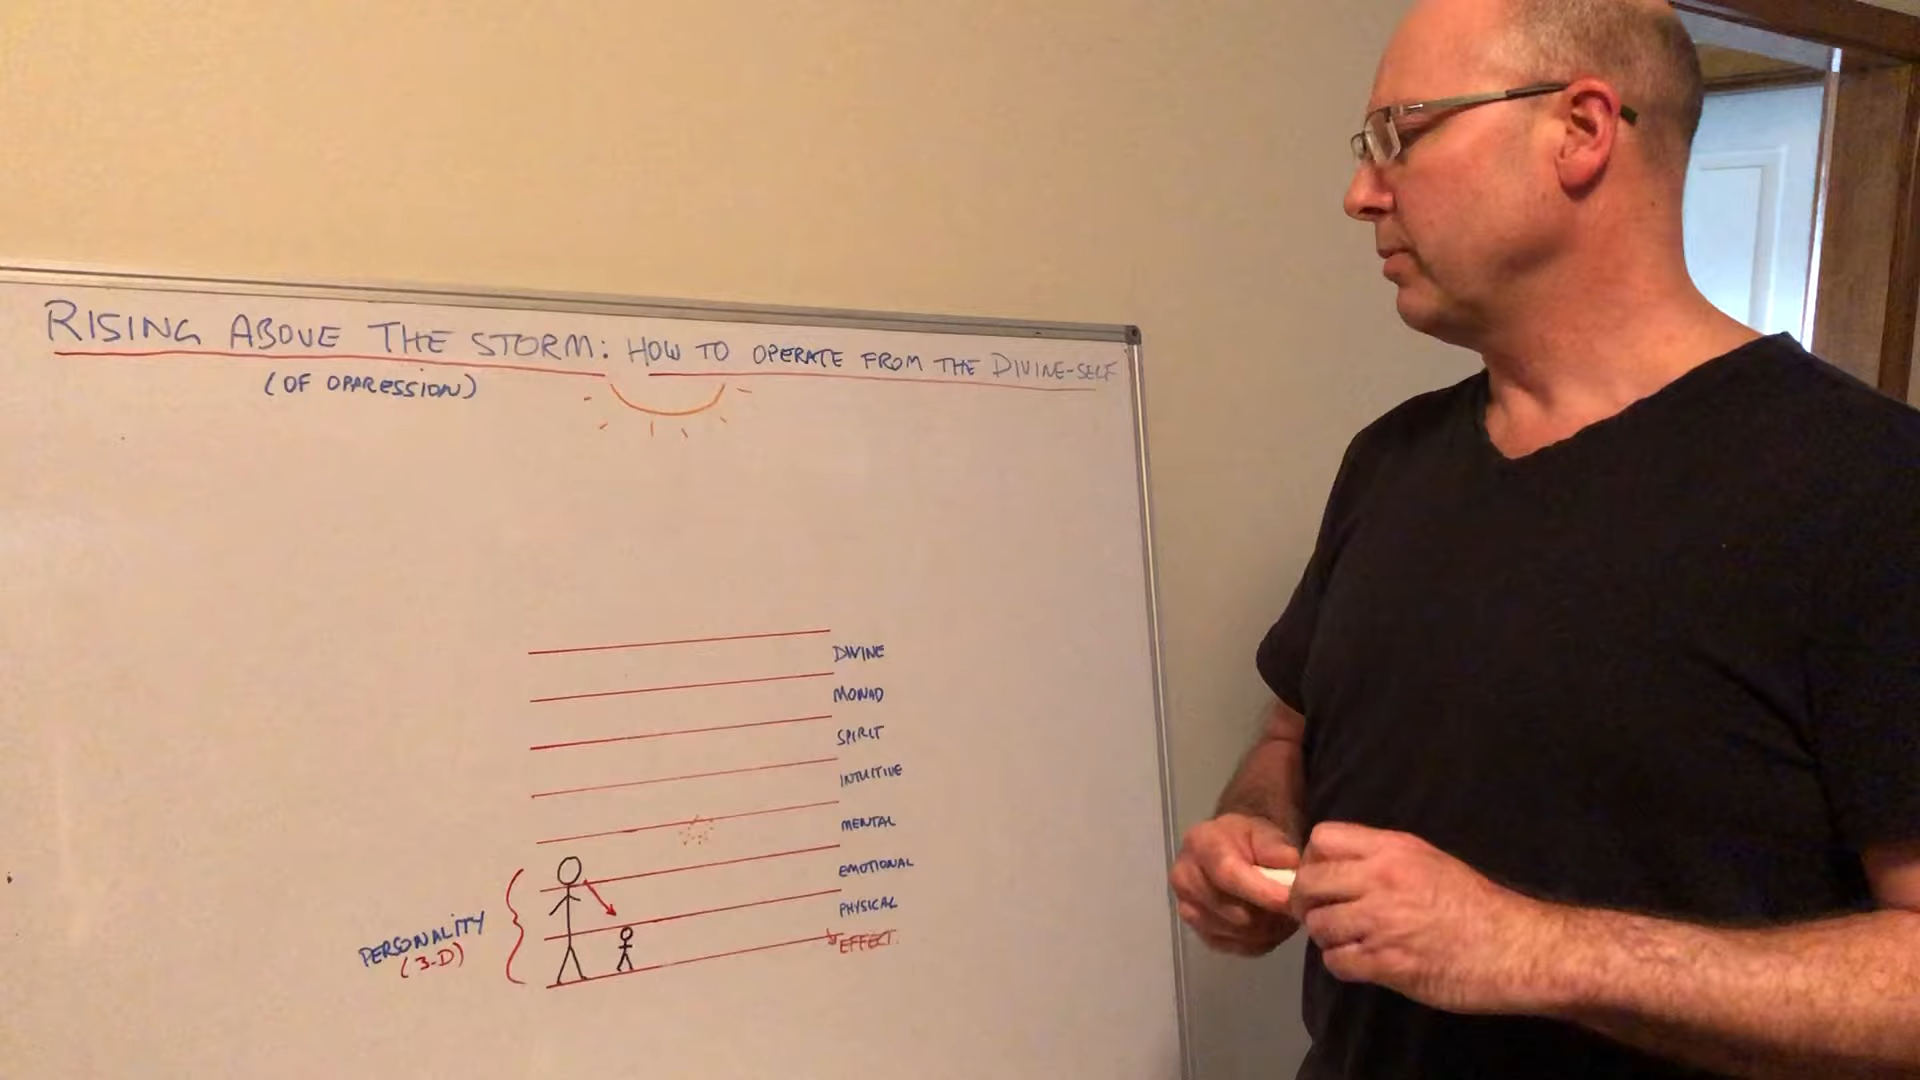 RISING ABOVE THE STORM: HOW TO OPERATE FROM THE DIVINE-SELF
(OF OPPRESSION)
DIVINE
MONAD
SPIRIT
INTUITIVE
MENTAL
EMOTIONAL
PHYSICAL
EFFECT.
PERSONALITY
(3-D)